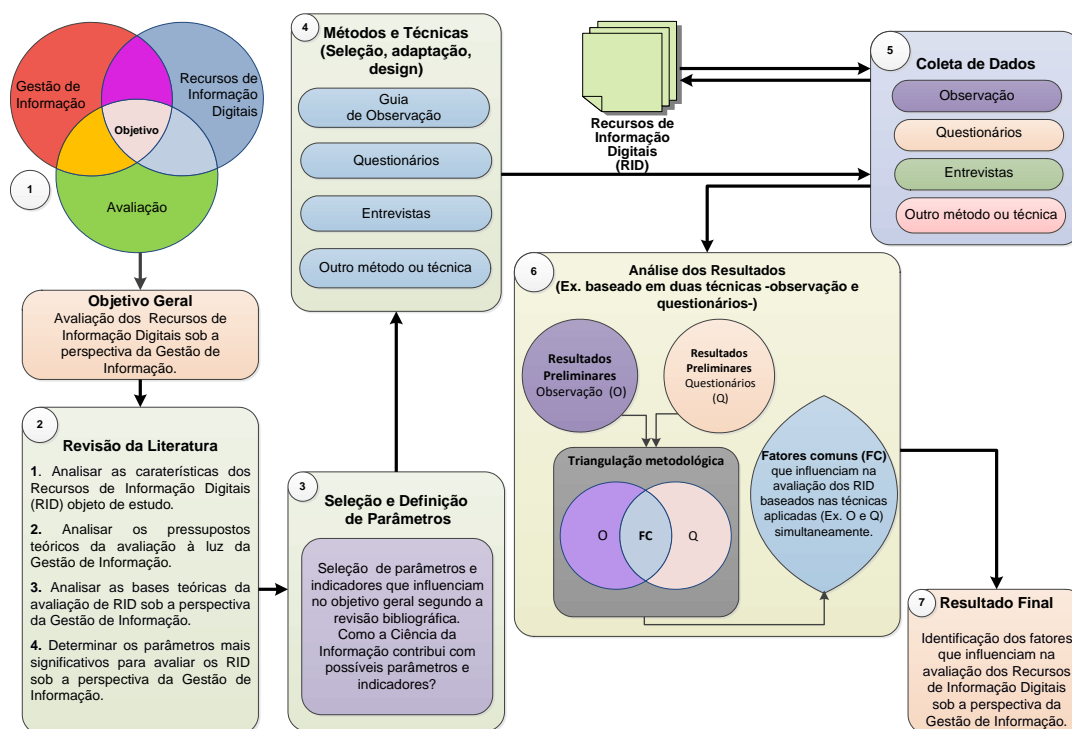 1
Gestão de
Informação
Recursos de
Informação
Digitais
Objetivo
Avaliação
Objetivo Geral
Avaliação dos Recursos de
Informação Digitais sob a
perspectiva da Gestão de
Informação.
2
Revisão da Literatura
1. Analisar as caraterísticas dos
Recursos de Informação Digitais
(RID) objeto de estudo.
2. Analisar os pressupostos
teóricos da avaliação à luz da
Gestão de Informação.
3. Analisar as bases teóricas da
avaliação de RID sob a perspectiva
da Gestão de Informação.
4. Determinar os parâmetros mais
significativos para avaliar os RID
sob a perspectiva da Gestão de
Informação.
3
Seleção e Definição
de Parâmetros
Seleção de parâmetros e
indicadores que influenciam
no objetivo geral segundo a
revisão bibliográfica.
Como a Ciência da
Informação contribui com
possíveis parâmetros e
indicadores?
4
Métodos e Técnicas
(Seleção, adaptação,
design)
Guia
de Observação
Questionários
Entrevistas
Outro método ou técnica
Recursos de
Informação
Digitais
(RID)
5
Coleta de Dados
Observação
Questionários
Entrevistas
Outro método ou técnica
6
Análise dos Resultados
(Ex. baseado em duas técnicas -observação e
questionários-)
Resultados
Preliminares
Observação (O)
Resultados
Preliminares
Questionários
(Q)
Triangulação metodológica
O
FC
Q
Fatores comuns (FC)
que influenciam na
avaliação dos RID
baseados nas técnicas
aplicadas (Ex. O e Q)
simultaneamente.
7
Resultado Final
Identificação dos fatores
que influenciam na
avaliação dos Recursos
de Informação Digitais
sob a perspectiva da
Gestão de Informação.